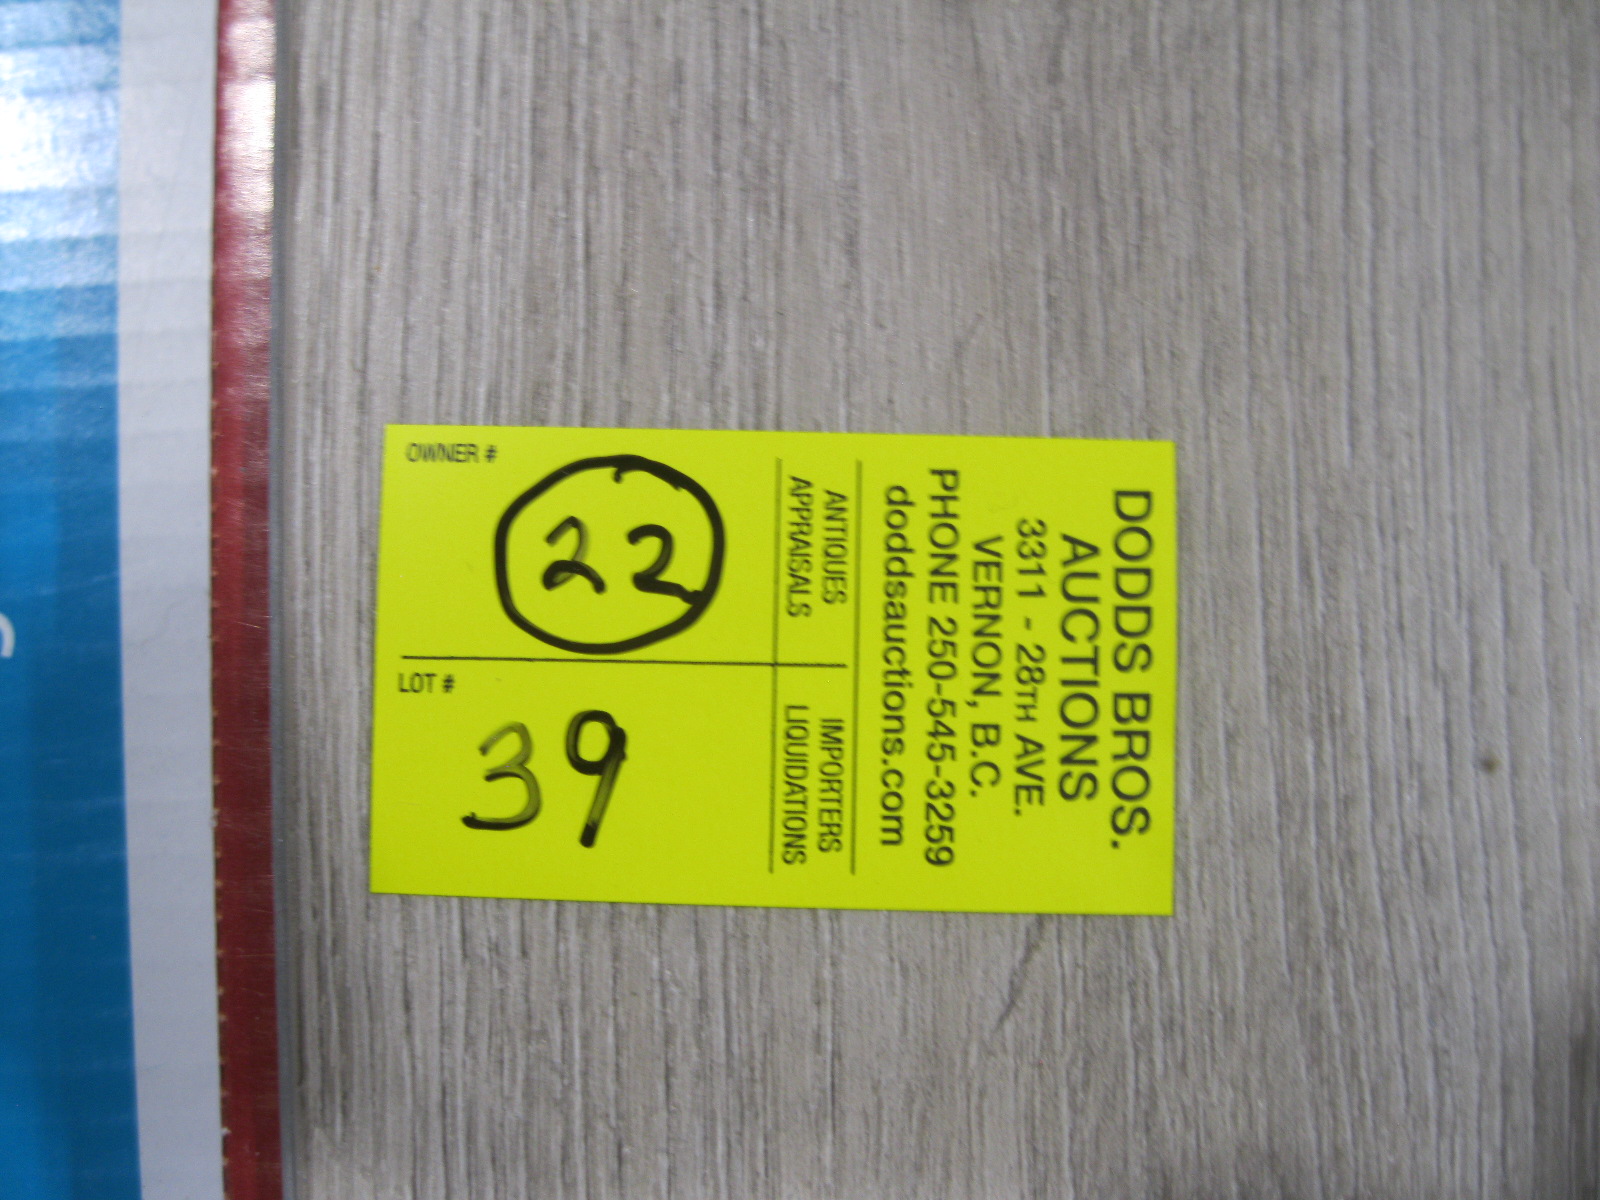 DODDS BROS.
AUCTIONS
3311 - 28TH AVE.
VERNON, B.C.
PHONE 250-545-3259
doddsauctions.com
ANTIQUES IMPORTERS
APPRAISALS LIQUIDATIONS
OWNER #
22
LOT #
39